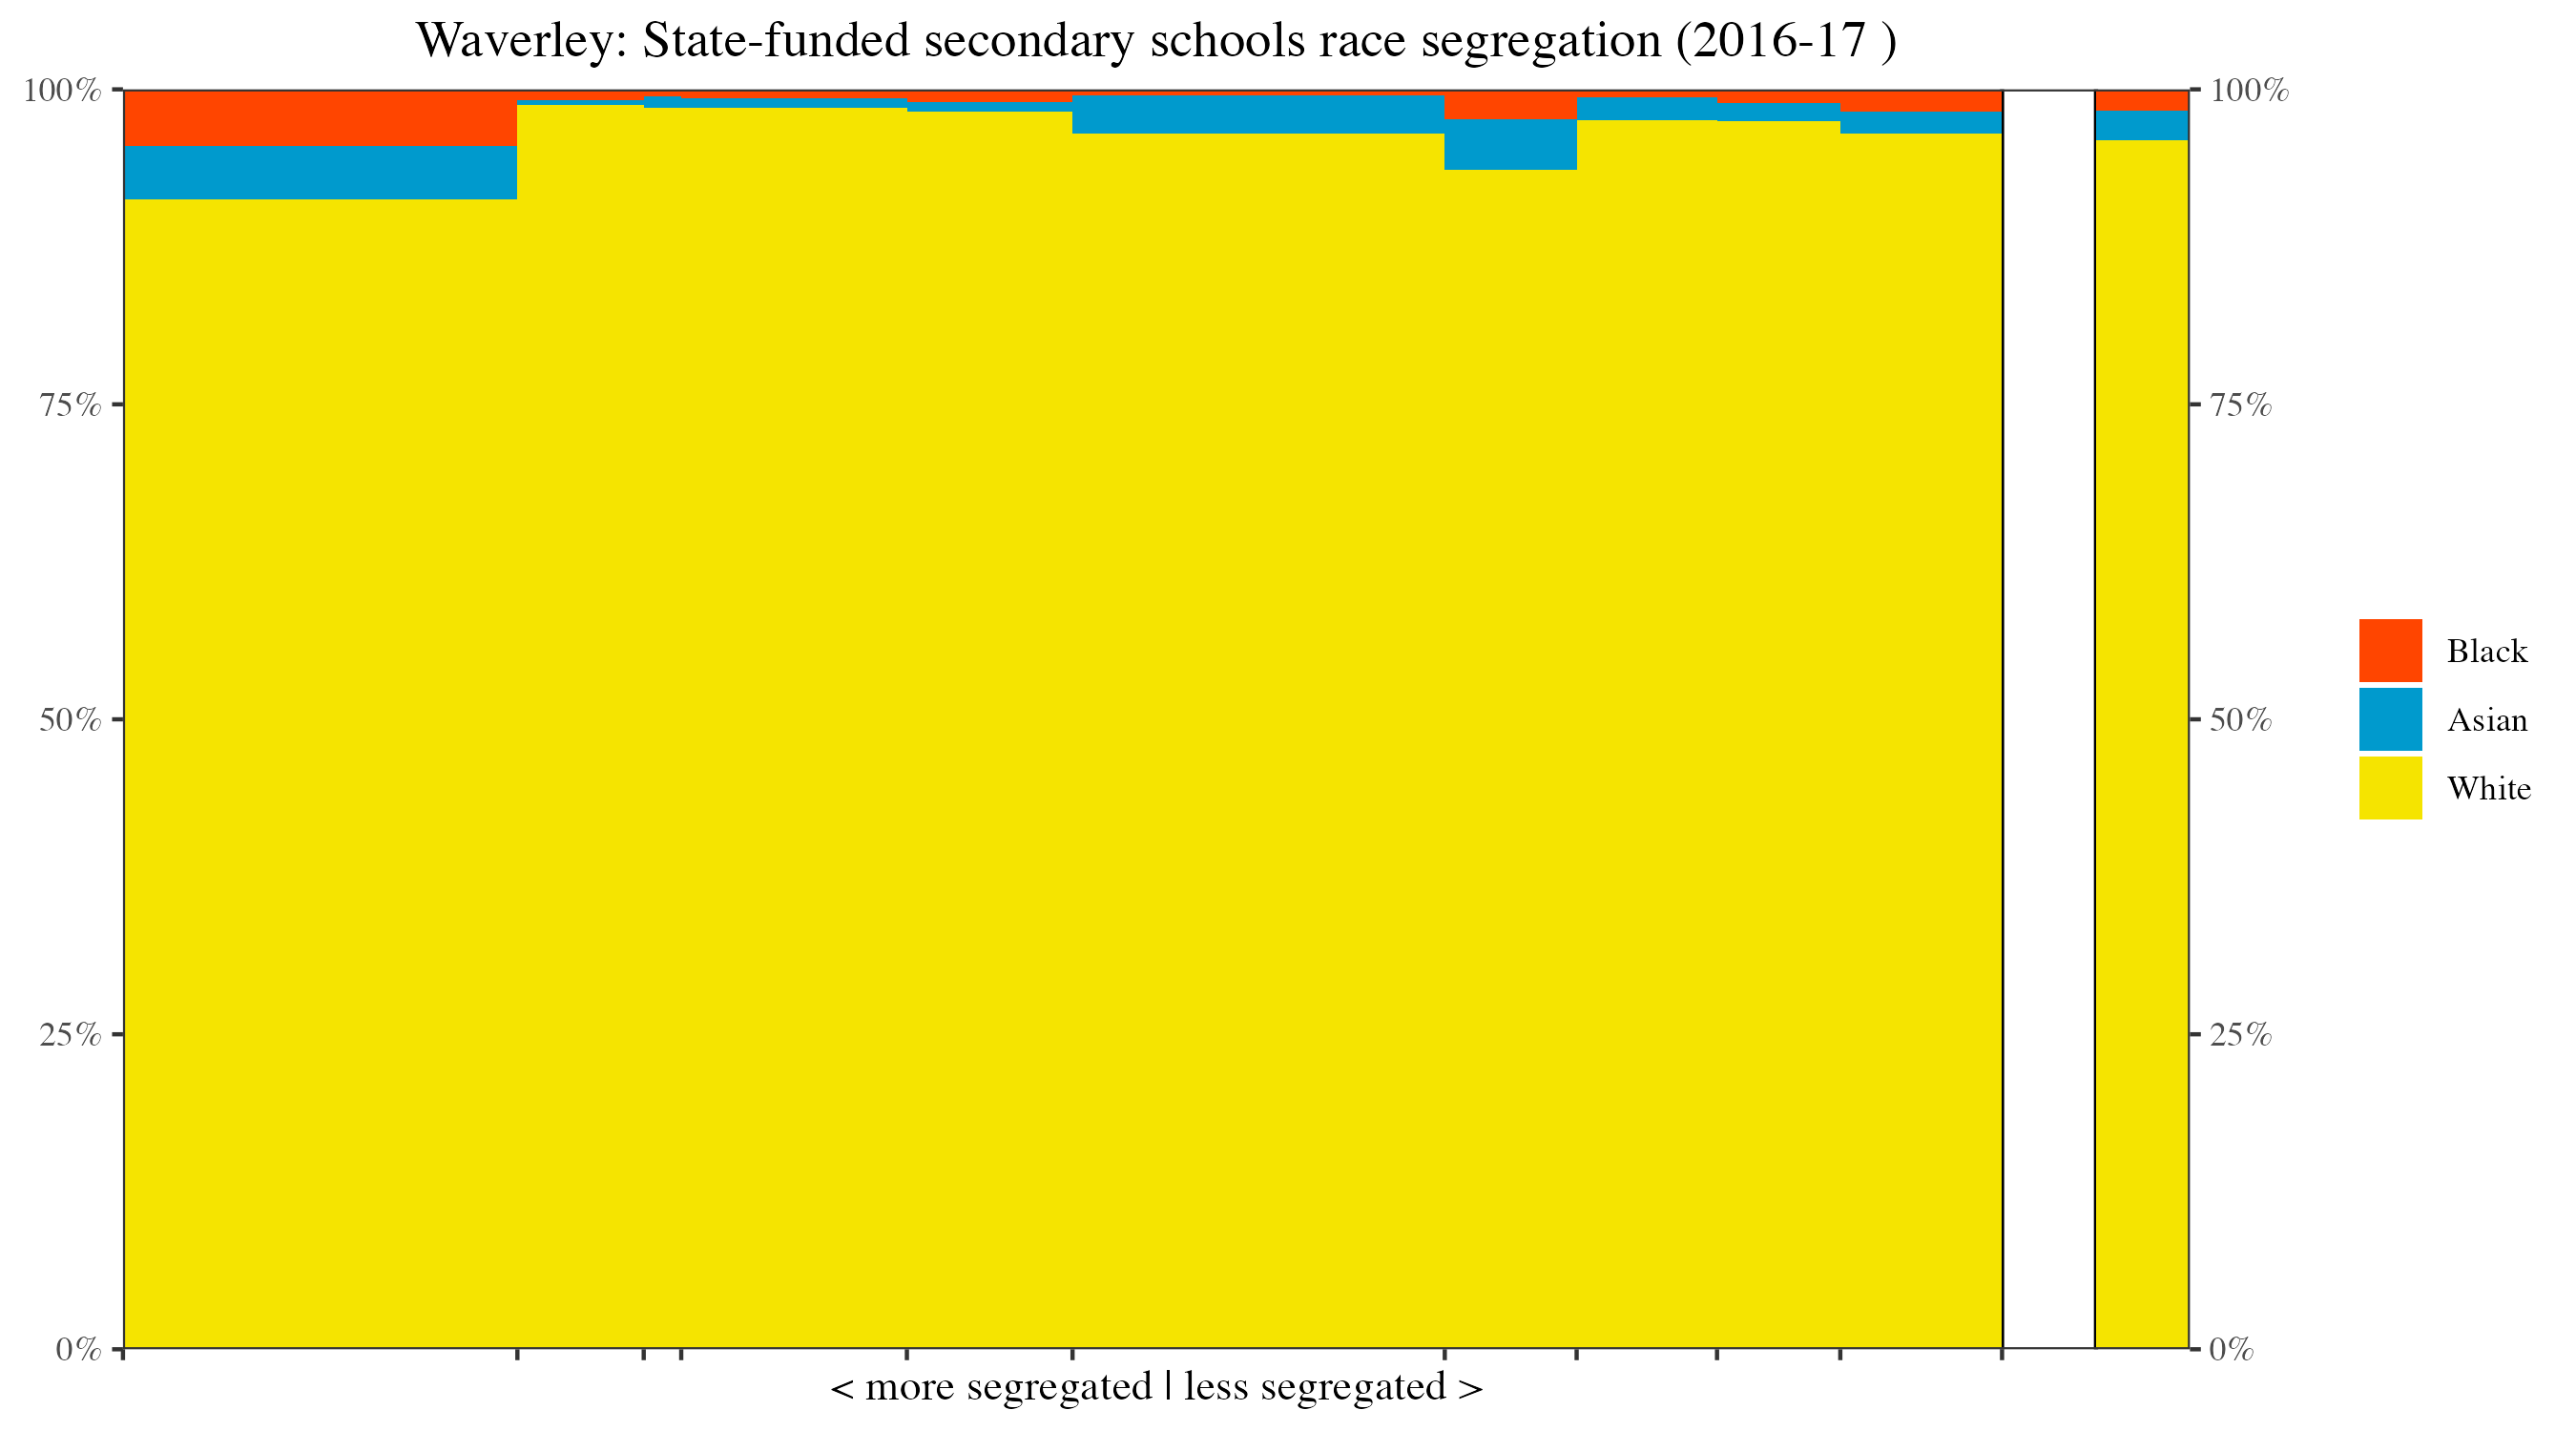 Waverley: State-funded secondary schools race segregation (2016-17 )
100%
75%
50%
25%
0%
100%
75%
50%
25%
0%
Black
Asian
White
< more segregated | less segregated >